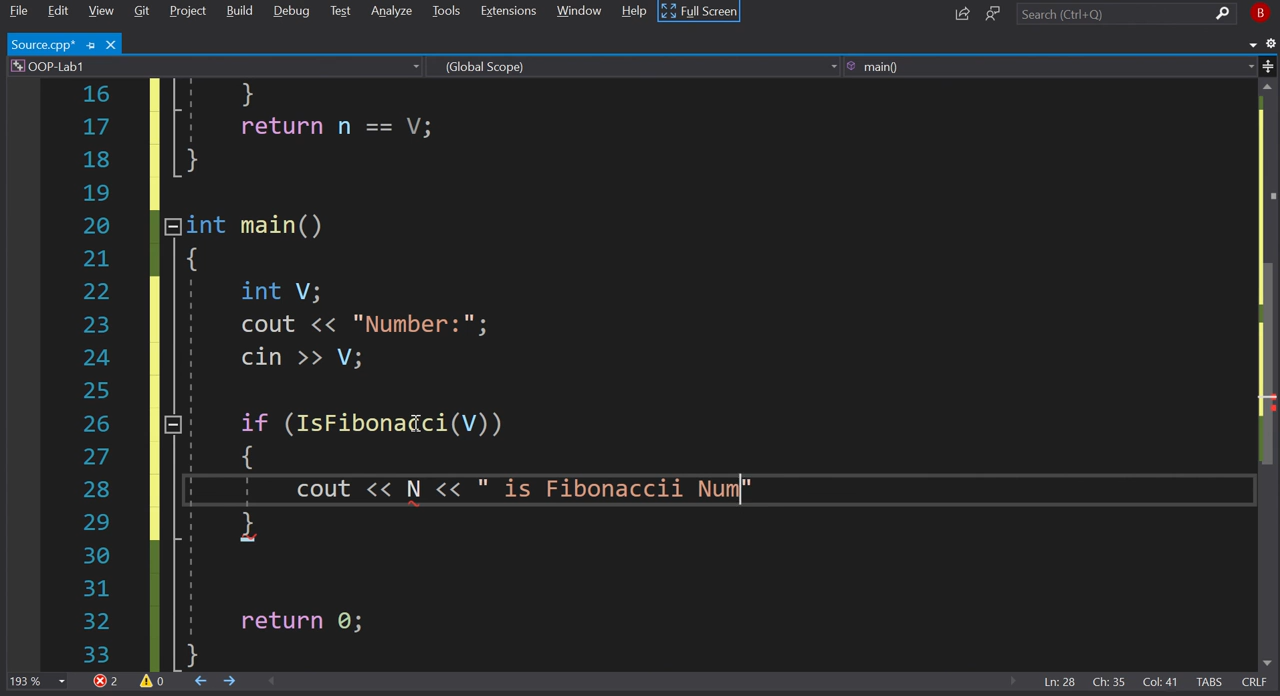 File Edit View Git Project Build Debug Test Analyze Tools Extensions Window Help Full Screen Search (Ctrl+Q) B
Source.cpp*
OOP-Lab1 (Global Scope) main()
16 }
17 return n == V;
18 }
19
20 int main()
21 {
22 int V;
23 cout << "Number:";
24 cin >> V;
25
26 if (IsFibonacci(V))
27 {
28 cout << N << " is Fibonaccii Num"
29 }
30
31
32 return 0;
33 }
193 % 2 0 Ln: 28 Ch: 35 Col: 41 TABS CRLF